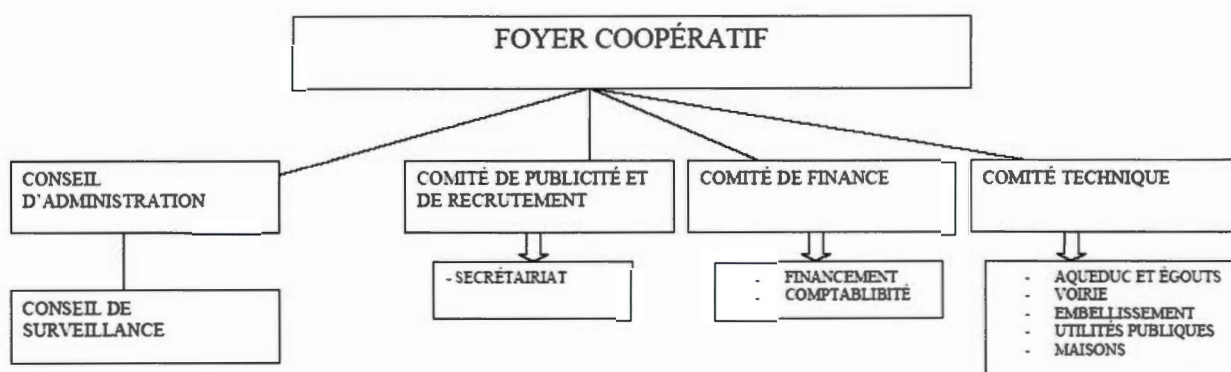 FOYER COOPÉRATIF
CONSEIL
D'ADMINISTRATION
COMITÉ DE PUBLICITÉ ET
DE RECRUTEMENT
COMITÉ DE FINANCE
COMITÉ TECHNIQUE
CONSEIL DE
SURVEILLANCE
- SECRÉTAIRIAT
- FINANCEMENT
- COMPTABLIBITÉ
- AQUEDUC ET ÉGOUTS
- VOIRIE
- EMBELLISSEMENT
- UTILITÉS PUBLIQUES
- MAISONS